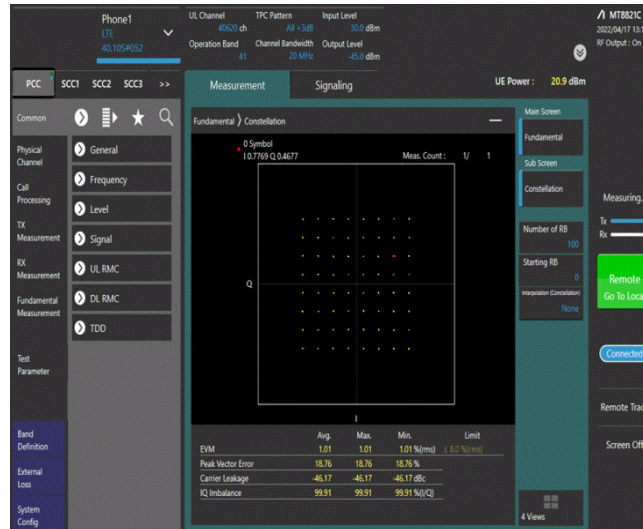 Phone1
LTE
40.10S#052
UL Channel TPC Pattern Input Level
40620 ch All +3dB 30.0 dBm
Operation Band Channel Bandwidth Output Level
41 20 MHz -45.0 dBm
MT8821C
2022/04/17 13:1
RF Output : On
PCC SCC1 SCC2 SCC3 >>
Measurement Signaling
UE Power : 20.9 dBm
Common
Physical
Channel
Call
Processing
TX
Measurement
RX
Measurement
Fundamental
Measurement
Test
Parameter
Band
Definition
External
Loss
System
Config
General
Frequency
Level
Signal
UL RMC
DL RMC
TDD
Fundamental Constellation
0 Symbol
I 0.7769 Q 0.4677 Meas. Count : 1/ 1
Q
I
Avg. Max. Min. Limit
EVM 1.01 1.01 1.01 %(rms) ≤ 8.0 %(rms)
Peak Vector Error 18.76 18.76 18.76 %
Carrier Leakage -46.17 -46.17 -46.17 dBc
IQ Imbalance 99.91 99.91 99.91 %(I/Q)
Main Screen
Fundamental
Sub Screen
Constellation
Number of RB
100
Starting RB
0
Interpolation (Constellation)
None
4 Views
Measuring.
Tx
Rx
Remote
Go To Loca
Connected
Remote Trac
Screen Off